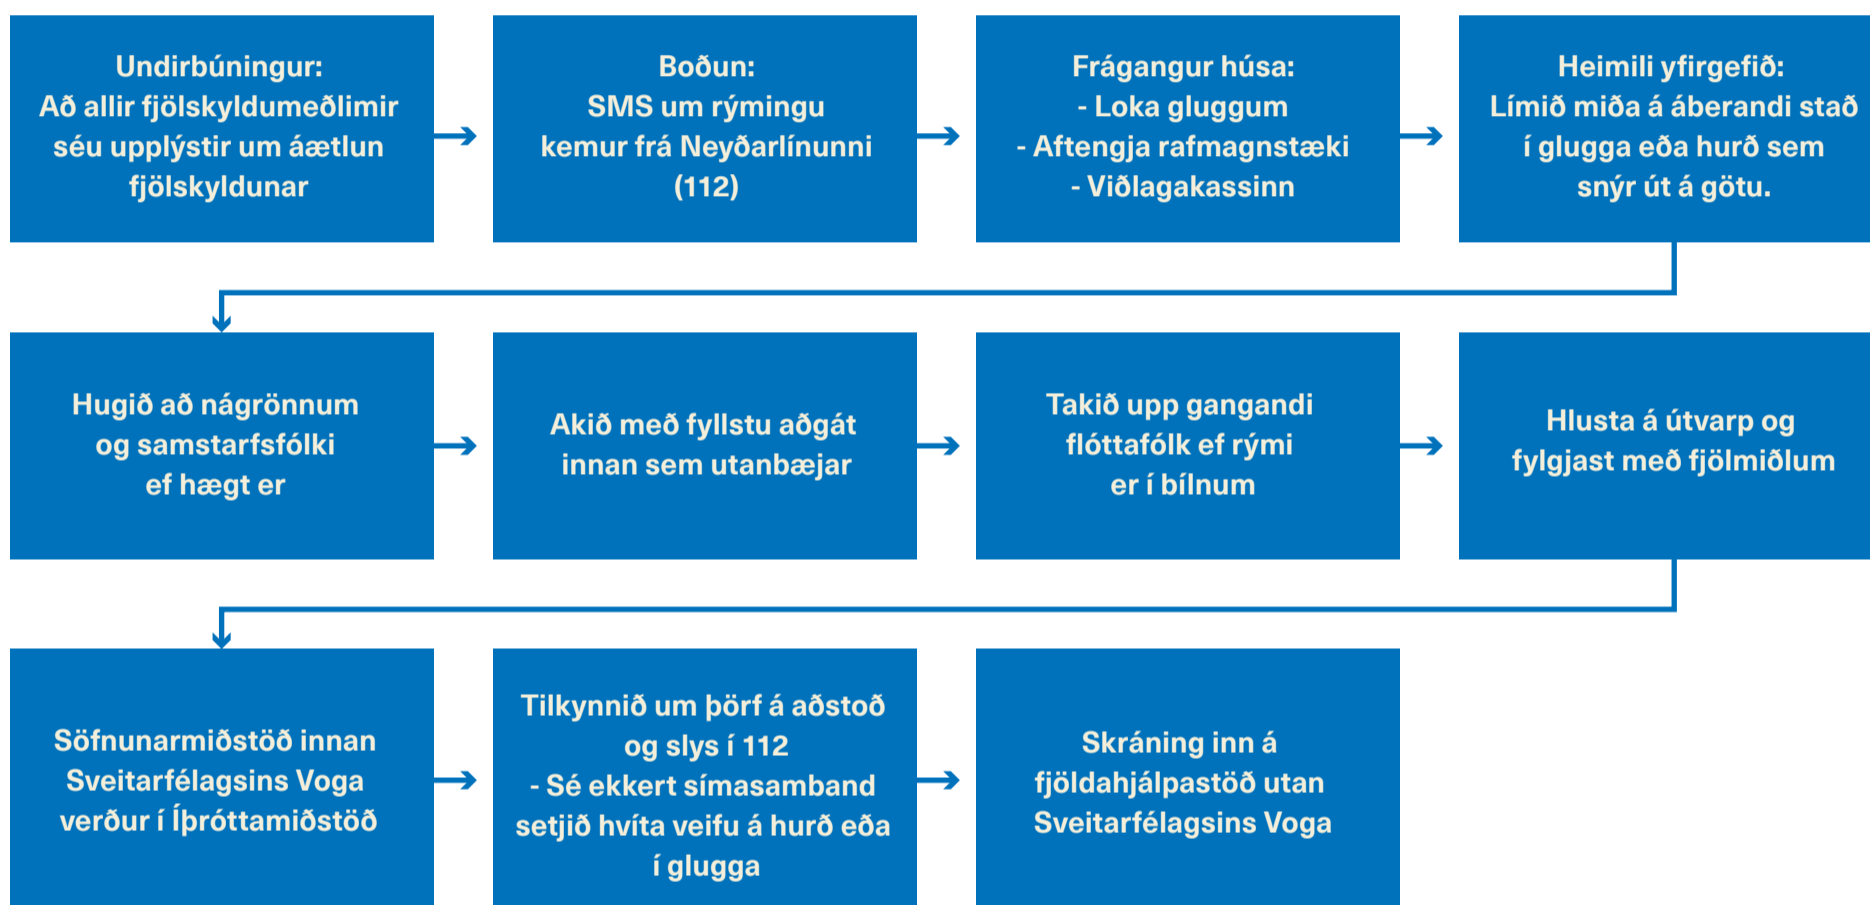 Undirbúningur:
Að allir fjölskyldumeðlimir
séu upplýstir um áætlun
fjölskyldunar
Boðun:
SMS um rýmingu
kemur frá Neyðarlínunni
(112)
Frágangur húsa:
- Loka gluggum
- Aftengja rafmagnstæki
- Viðlagakassinn
Heimili yfirgefið:
Límið miða á áberandi stað
í glugga eða hurð sem
snýr út á götu.
Hugið að nágrönnum
og samstarfsfólki
ef hægt er
Akið með fyllstu aðgát
innan sem utanbæjar
Takið upp gangandi
flóttafólk ef rými
er í bílnum
Hlusta á útvarp og
fylgjast með fjölmiðlum
Söfnunarmiðstöð innan
Sveitarfélagsins Voga
verður í Íþróttamiðstöð
Tilkynnið um þörf á aðstoð
og slys í 112
- Sé ekkert símasamband
setjið hvíta veifu á hurð eða
í glugga
Skráning inn á
fjöldahjálpastöð utan
Sveitarfélagsins Voga